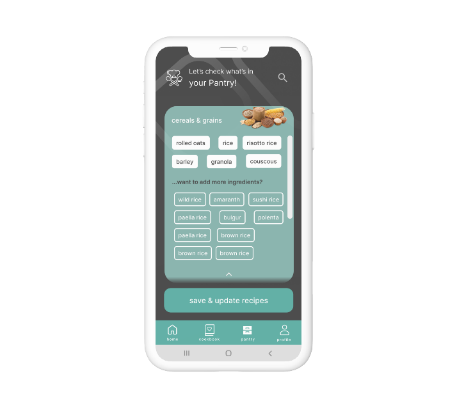 Let's check what's in
your Pantry!
cereals & grains
rolled oats rice risotto rice
barley granola couscous
...want to add more ingredients?
wild rice amaranth sushi rice
paella rice bulgur polenta
paella rice brown rice
brown rice brown rice
save & update recipes
home cookbook pantry profile